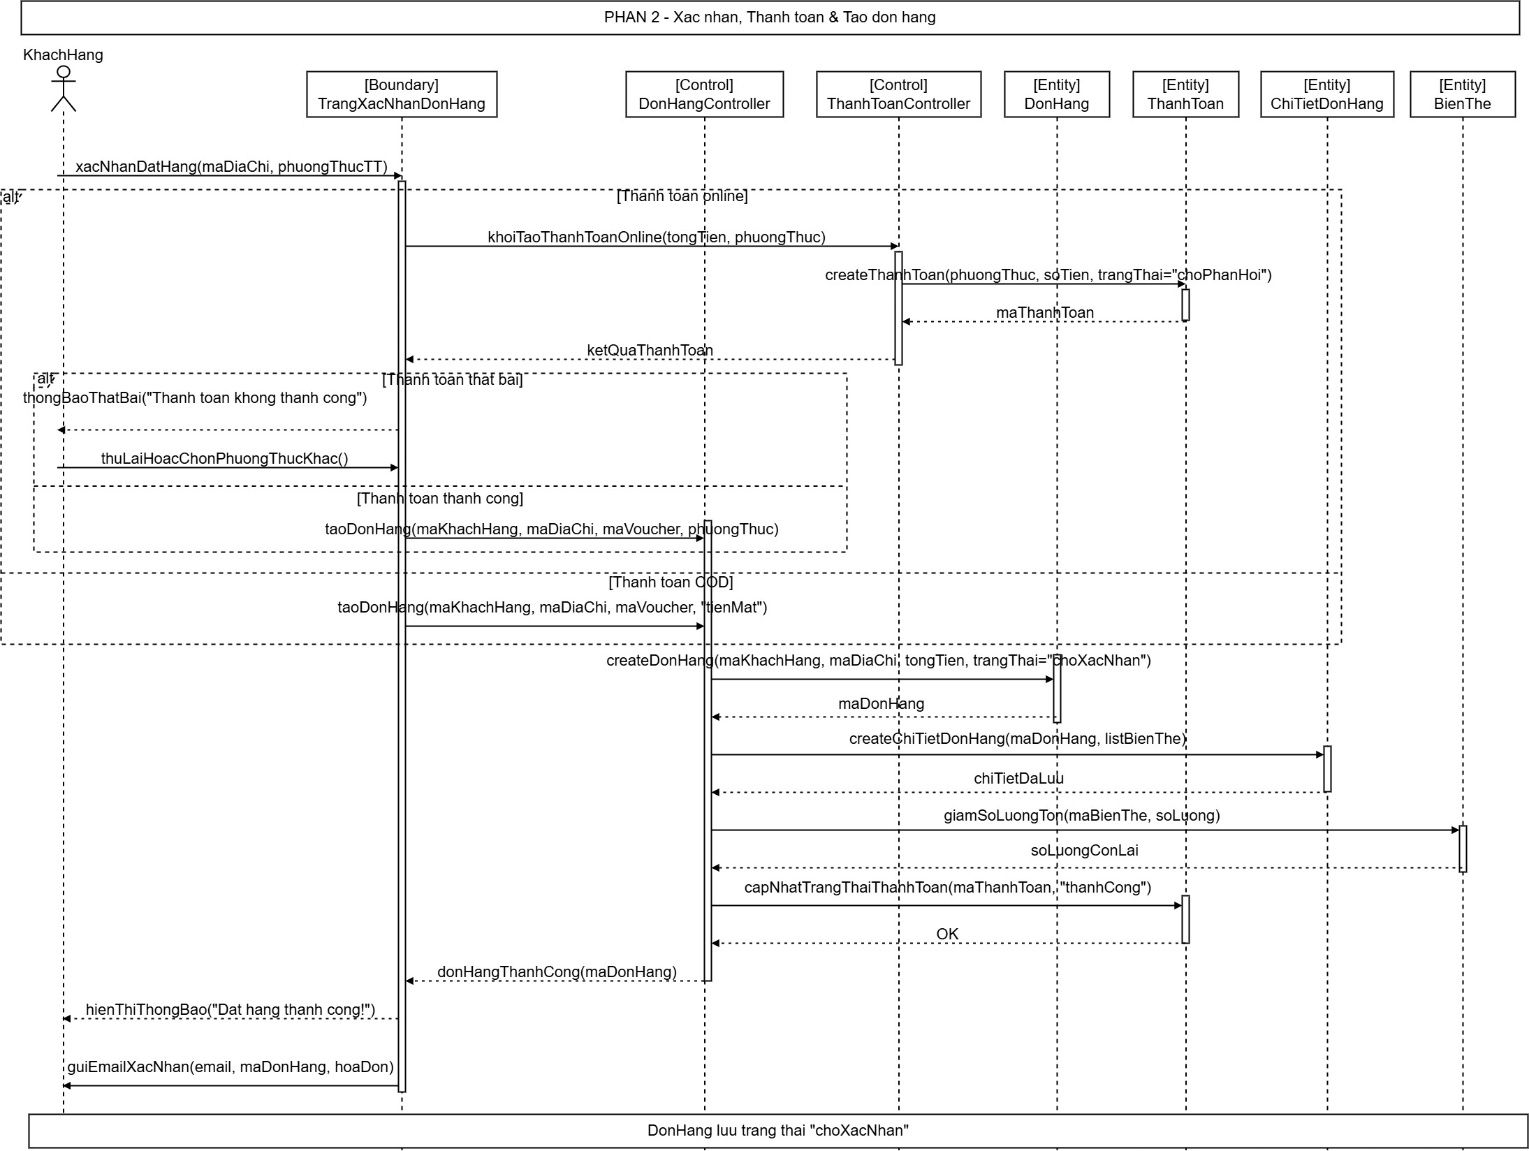 PHAN 2 - Xac nhan, Thanh toan & Tao don hang
KhachHang
[Boundary]
TrangXacNhanDonHang
[Control]
DonHangController
[Control]
ThanhToanController
[Entity]
DonHang
[Entity]
ThanhToan
[Entity]
ChiTietDonHang
[Entity]
BienThe
xacNhanDatHang(maDiaChi, phuongThucTT)
alt
[Thanh toan online]
khoiTaoThanhToanOnline(tongTien, phuongThuc)
createThanhToan(phuongThuc, soTien, trangThai="choPhanHoi")
maThanhToan
ketQuaThanhToan
alt
[Thanh toan that bai]
thongBaoThatBai("Thanh toan khong thanh cong")
thuLaiHoacChonPhuongThucKhac()
[Thanh toan thanh cong]
taoDonHang(maKhachHang, maDiaChi, maVoucher, phuongThuc)
[Thanh toan COD]
taoDonHang(maKhachHang, maDiaChi, maVoucher, "tienMat")
createDonHang(maKhachHang, maDiaChi, tongTien, trangThai="choXacNhan")
maDonHang
createChiTietDonHang(maDonHang, listBienThe)
chiTietDaLuu
giamSoLuongTon(maBienThe, soLuong)
soLuongConLai
capNhatTrangThaiThanhToan(maThanhToan, "thanhCong")
OK
donHangThanhCong(maDonHang)
hienThiThongBao("Dat hang thanh cong!")
guiEmailXacNhan(email, maDonHang, hoaDon)
DonHang luu trang thai "choXacNhan"